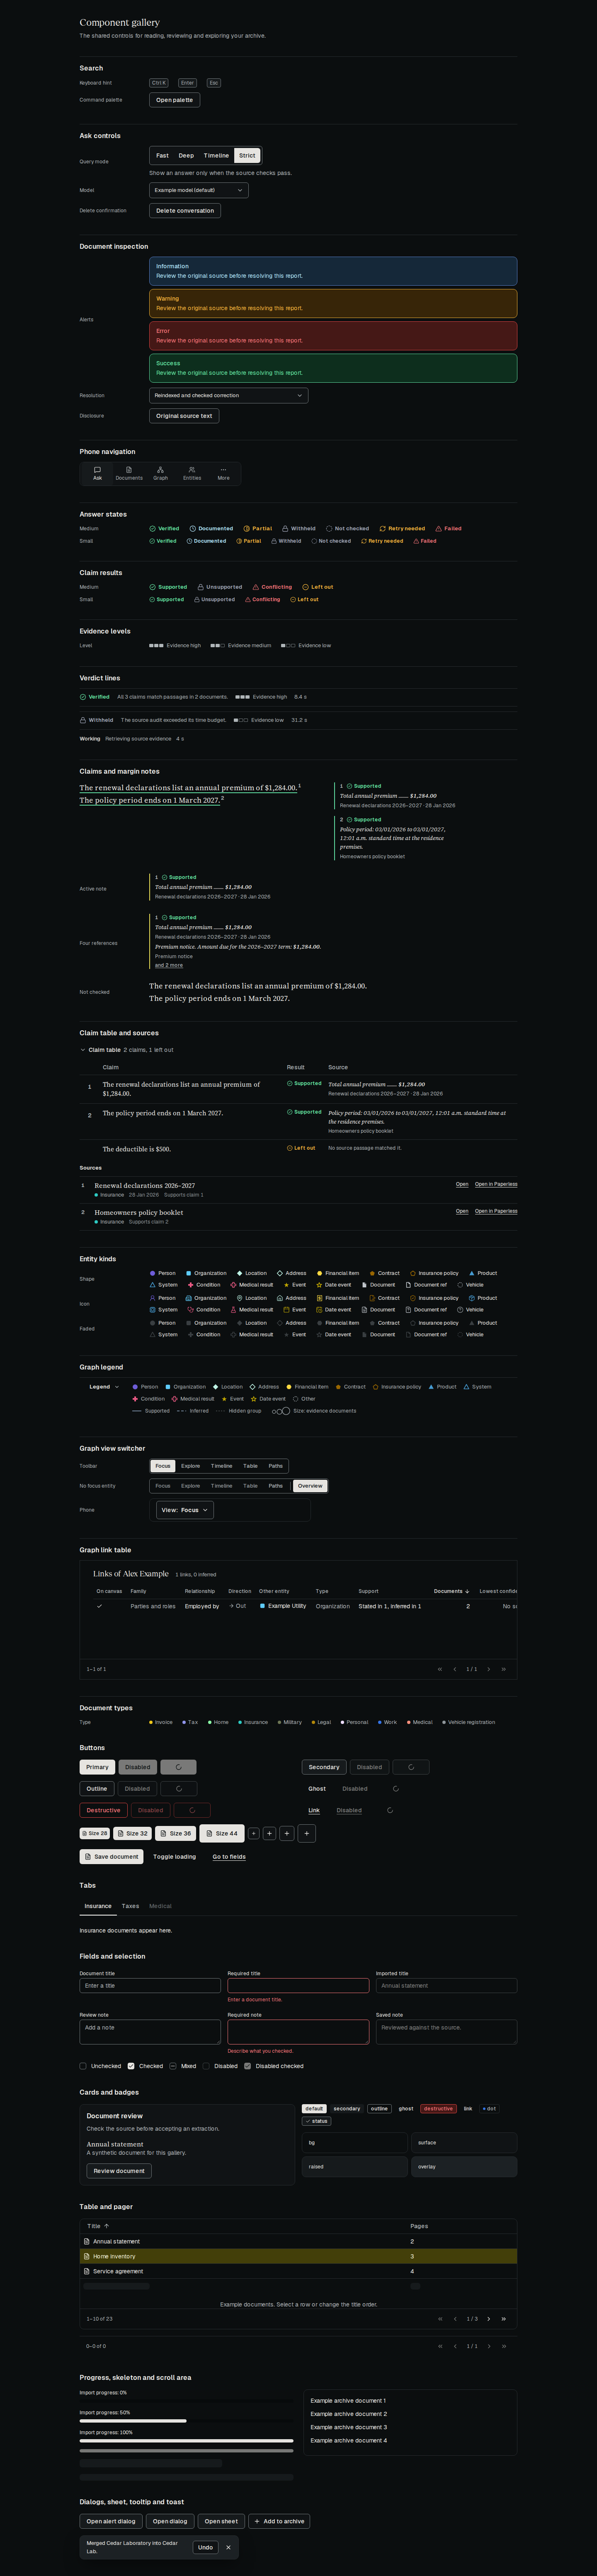 Component gallery
The shared controls for reading, reviewing and exploring your archive.
Search
Keyboard hint
Ctrl K Enter Esc
Command palette
Open palette
Ask controls
Query mode
Fast Deep Timeline Strict
Show an answer only when the source checks pass.
Model
Example model (default)
Delete confirmation
Delete conversation
Document inspection
Alerts
Information
Review the original source before resolving this report.
Warning
Review the original source before resolving this report.
Error
Review the original source before resolving this report.
Success
Review the original source before resolving this report.
Resolution
Reindexed and checked correction
Disclosure
Original source text
Phone navigation
Ask Documents Graph Entities More
Answer states
Medium
Verified Documented Partial Withheld Not checked Retry needed Failed
Small
Verified Documented Partial Withheld Not checked Retry needed Failed
Claim results
Medium
Supported Unsupported Conflicting Left out
Small
Supported Unsupported Conflicting Left out
Evidence levels
Level
Evidence high Evidence medium Evidence low
Verdict lines
Verified All 3 claims match passages in 2 documents. Evidence high 8.4 s
Withheld The source audit exceeded its time budget. Evidence low 31.2 s
Working Retrieving source evidence 4 s
Claims and margin notes
The renewal declarations list an annual premium of $1,284.00. 1
The policy period ends on 1 March 2027. 2
1 Supported
Total annual premium ....... $1,284.00
Renewal declarations 2026–2027 · 28 Jan 2026
2 Supported
Policy period: 03/01/2026 to 03/01/2027,
12:01 a.m. standard time at the residence
premises.
Homeowners policy booklet
Active note
1 Supported
Total annual premium ....... $1,284.00
Renewal declarations 2026–2027 · 28 Jan 2026
Four references
1 Supported
Total annual premium ....... $1,284.00
Renewal declarations 2026–2027 · 28 Jan 2026
Premium notice. Amount due for the 2026–2027 term: $1,284.00.
Premium notice
and 2 more
Not checked
The renewal declarations list an annual premium of $1,284.00.
The policy period ends on 1 March 2027.
Claim table and sources
Claim table 2 claims, 1 left out
Claim Result Source
1 The renewal declarations list an annual premium of
$1,284.00.
Supported
Total annual premium ....... $1,284.00
Renewal declarations 2026–2027 · 28 Jan 2026
2 The policy period ends on 1 March 2027.
Supported
Policy period: 03/01/2026 to 03/01/2027, 12:01 a.m. standard time at
the residence premises.
Homeowners policy booklet
The deductible is $500.
Left out
No source passage matched it.
Sources
1 Renewal declarations 2026–2027
Open Open in Paperless
Insurance 28 Jan 2026 Supports claim 1
2 Homeowners policy booklet
Open Open in Paperless
Insurance Supports claim 2
Entity kinds
Shape
Person Organization Location Address Financial item Contract Insurance policy Product
System Condition Medical result Event Date event Document Document ref Vehicle
Icon
Person Organization Location Address Financial item Contract Insurance policy Product
System Condition Medical result Event Date event Document Document ref Vehicle
Faded
Person Organization Location Address Financial item Contract Insurance policy Product
System Condition Medical result Event Date event Document Document ref Vehicle
Graph legend
Legend
Person Organization Location Address Financial item Contract Insurance policy Product System
Condition Medical result Event Date event Other
Supported Inferred Hidden group Size: evidence documents
Graph view switcher
Toolbar
Focus Explore Timeline Table Paths
No focus entity
Focus Explore Timeline Table Paths Overview
Phone
View: Focus
Graph link table
Links of Alex Example 1 links, 0 inferred
On canvas Family Relationship Direction Other entity Type Support Documents Lowest confide
Parties and roles Employed by Out Example Utility Organization Stated in 1, inferred in 1 2 No sc
1–1 of 1
1 / 1
Document types
Type
Invoice Tax Home Insurance Military Legal Personal Work Medical Vehicle registration
Buttons
Primary Disabled
Secondary Disabled
Outline Disabled
Ghost Disabled
Destructive Disabled
Link Disabled
Size 28 Size 32 Size 36 Size 44
Save document Toggle loading Go to fields
Tabs
Insurance Taxes Medical
Insurance documents appear here.
Fields and selection
Document title
Enter a title
Required title
Enter a document title.
Imported title
Annual statement
Review note
Add a note
Required note
Describe what you checked.
Saved note
Reviewed against the source.
Unchecked Checked Mixed Disabled Disabled checked
Cards and badges
Document review
Check the source before accepting an extraction.
Annual statement
A synthetic document for this gallery.
Review document
default secondary outline ghost destructive link dot
status
bg surface
raised overlay
Table and pager
Title Pages
Annual statement 2
Home inventory 3
Service agreement 4
Example documents. Select a row or change the title order.
1–10 of 23
1 / 3
0–0 of 0
1 / 1
Progress, skeleton and scroll area
Import progress: 0%
Import progress: 50%
Import progress: 100%
Example archive document 1
Example archive document 2
Example archive document 3
Example archive document 4
Dialogs, sheet, tooltip and toast
Open alert dialog Open dialog Open sheet Add to archive
Merged Cedar Laboratory into Cedar
Lab.
Undo